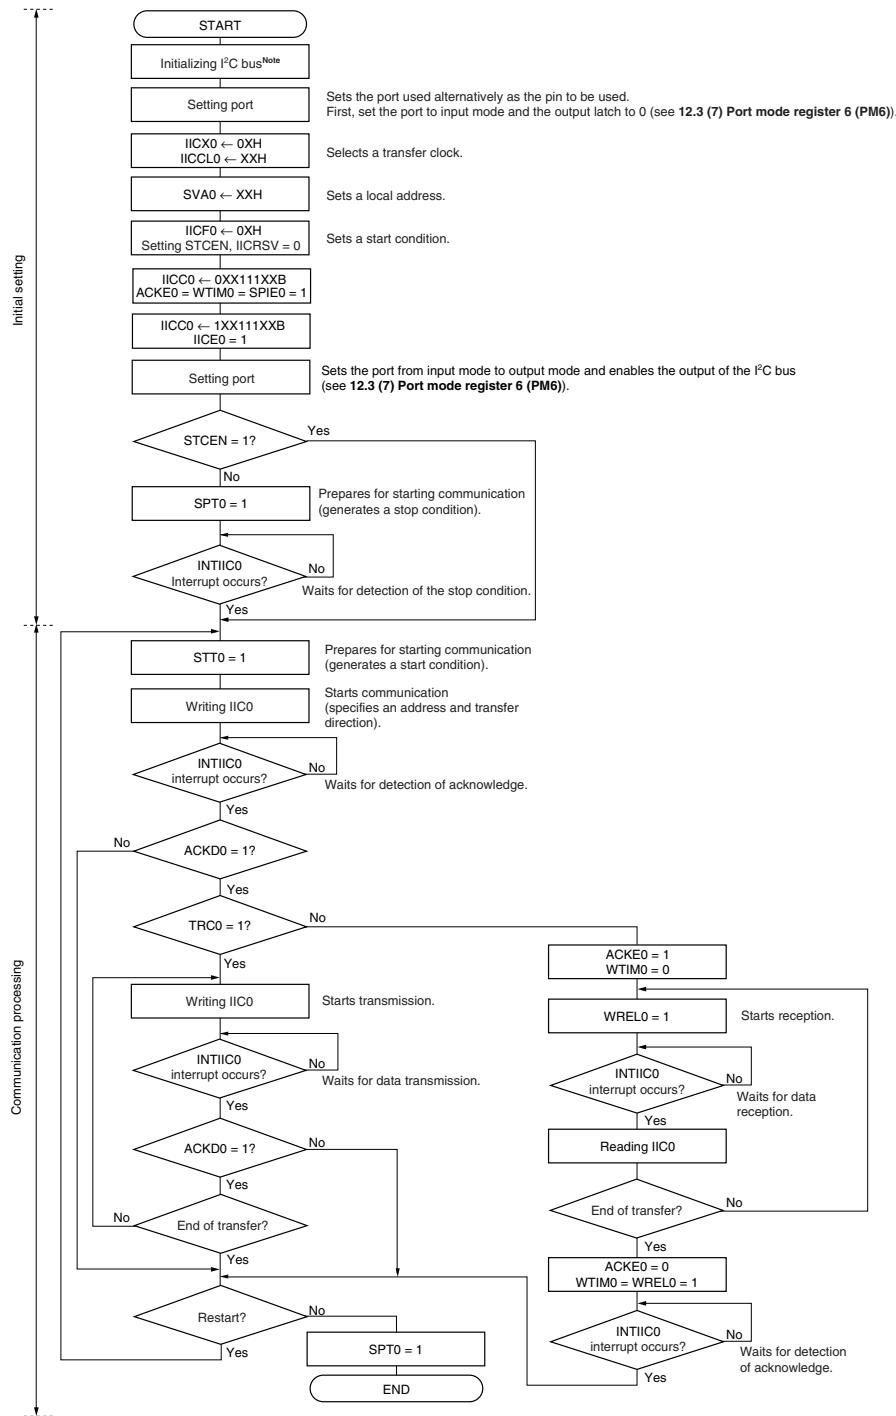 START
Initializing I²C busNote
Setting port
Sets the port used alternatively as the pin to be used.
First, set the port to input mode and the output latch to 0 (see 12.3 (7) Port mode register 6 (PM6)).
IICX0 ← 0XH
IICCL0 ← XXH
Selects a transfer clock.
SVA0 ← XXH
Sets a local address.
IICF0 ← 0XH
Setting STCEN, IICRSV = 0
Sets a start condition.
Initial setting
IICC0 ← 0XX111XXB
ACKE0 = WTIM0 = SPIE0 = 1
IICC0 ← 1XX111XXB
IICE0 = 1
Setting port
Sets the port from input mode to output mode and enables the output of the I²C bus
(see 12.3 (7) Port mode register 6 (PM6)).
STCEN = 1?
Yes
No
SPT0 = 1
Prepares for starting communication
(generates a stop condition).
INTIIC0
Interrupt occurs?
No
Waits for detection of the stop condition.
Yes
STT0 = 1
Prepares for starting communication
(generates a start condition).
Writing IIC0
Starts communication
(specifies an address and transfer
direction).
INTIIC0
interrupt occurs?
No
Waits for detection of acknowledge.
Yes
No
ACKD0 = 1?
Yes
TRC0 = 1?
No
Yes
Communication processing
Writing IIC0
Starts transmission.
INTIIC0
interrupt occurs?
No
Waits for data transmission.
Yes
ACKD0 = 1?
No
Yes
No
End of transfer?
Yes
Restart?
No
Yes
SPT0 = 1
END
ACKE0 = 1
WTIM0 = 0
WREL0 = 1
Starts reception.
INTIIC0
interrupt occurs?
No
Waits for data
reception.
Yes
Reading IIC0
End of transfer?
No
Yes
ACKE0 = 0
WTIM0 = WREL0 = 1
INTIIC0
interrupt occurs?
No
Waits for detection
of acknowledge.
Yes